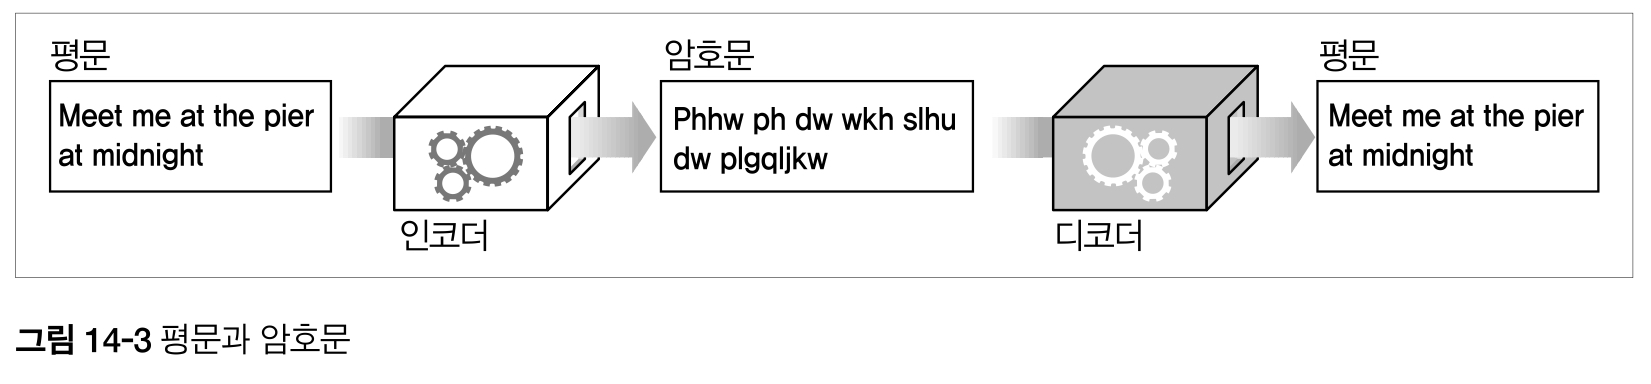 평문
Meet me at the pier
at midnight
인코더
암호문
Phhw ph dw wkh slhu
dw plgqljkw
디코더
평문
Meet me at the pier
at midnight
그림 14-3 평문과 암호문